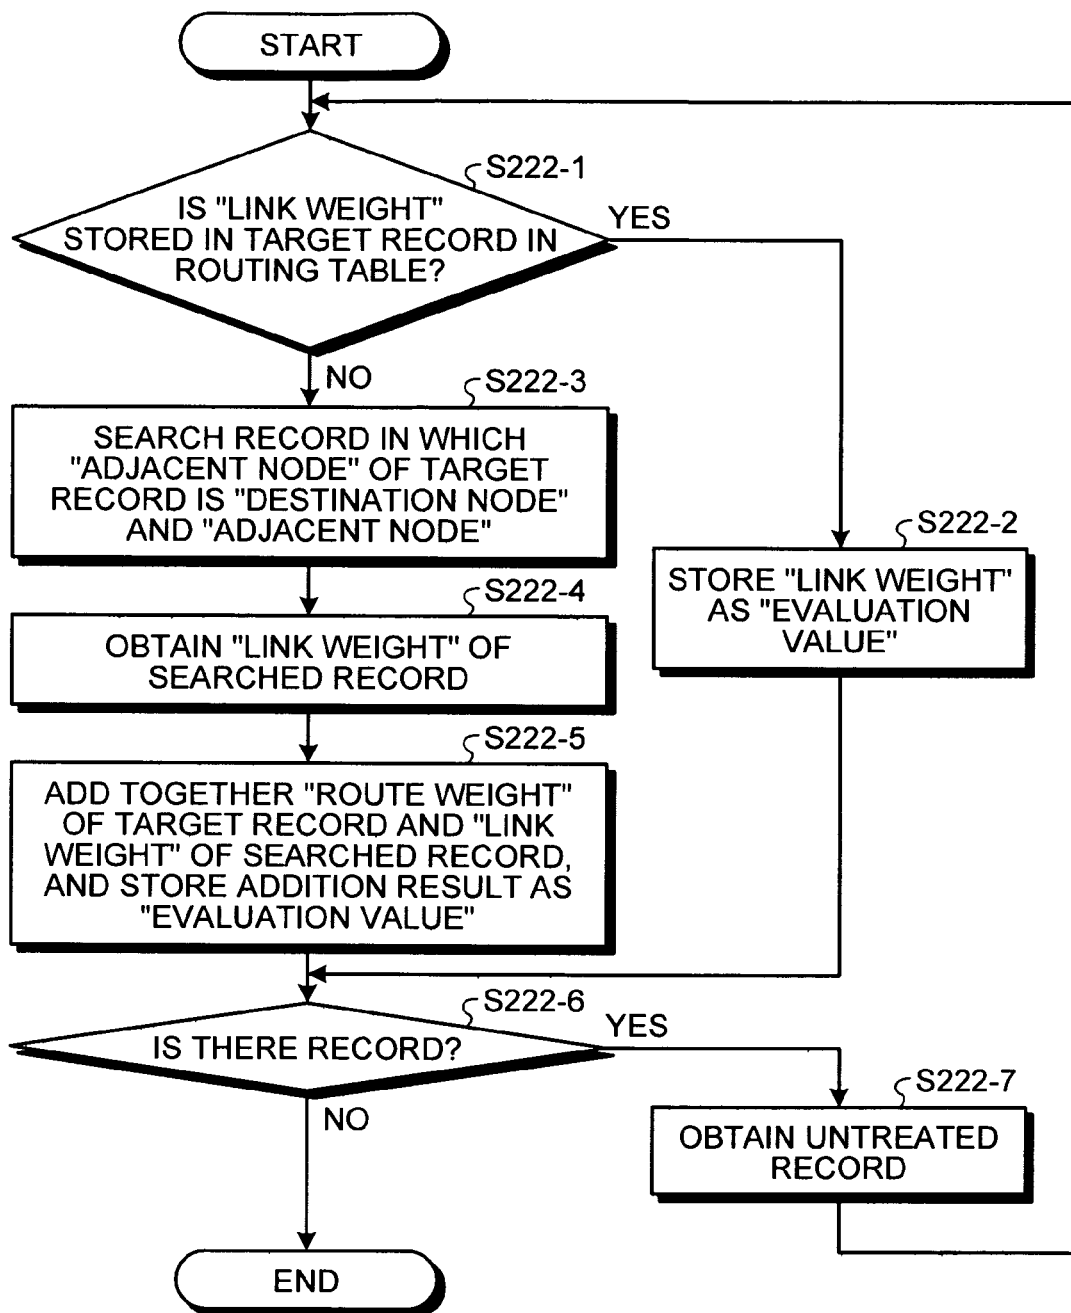 START
S222-1
IS "LINK WEIGHT"
STORED IN TARGET RECORD IN
ROUTING TABLE?
YES
NO
S222-3
SEARCH RECORD IN WHICH
"ADJACENT NODE" OF TARGET
RECORD IS "DESTINATION NODE"
AND "ADJACENT NODE"
S222-2
STORE "LINK WEIGHT"
AS "EVALUATION
VALUE"
S222-4
OBTAIN "LINK WEIGHT" OF
SEARCHED RECORD
S222-5
ADD TOGETHER "ROUTE WEIGHT"
OF TARGET RECORD AND "LINK
WEIGHT" OF SEARCHED RECORD,
AND STORE ADDITION RESULT AS
"EVALUATION VALUE"
S222-6
IS THERE RECORD?
YES
NO
S222-7
OBTAIN UNTREATED
RECORD
END